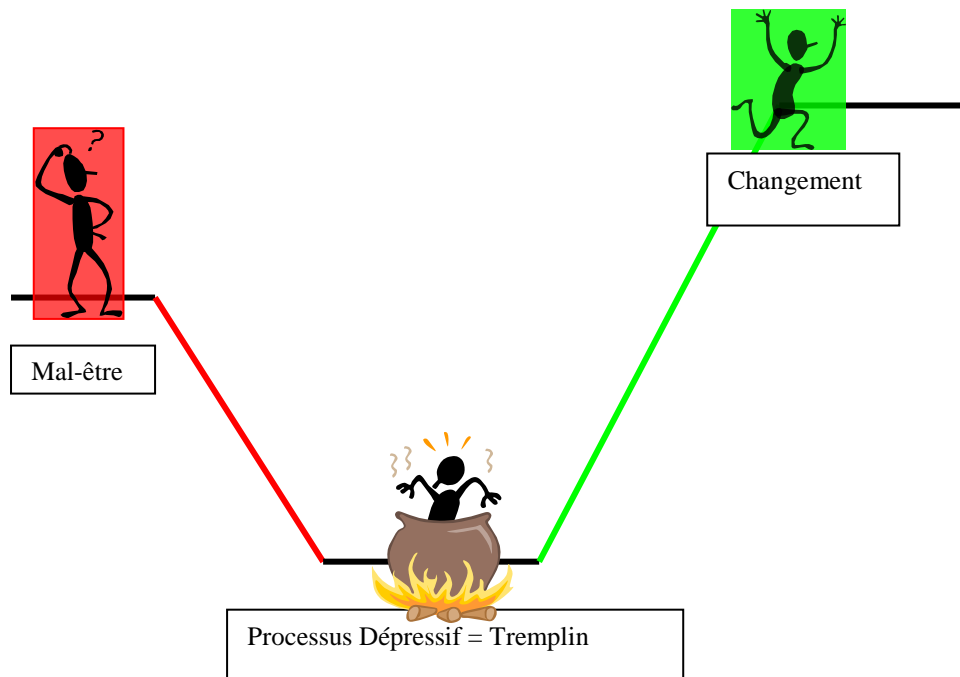 ?
Changement
Mal-être
Processus Dépressif = Tremplin